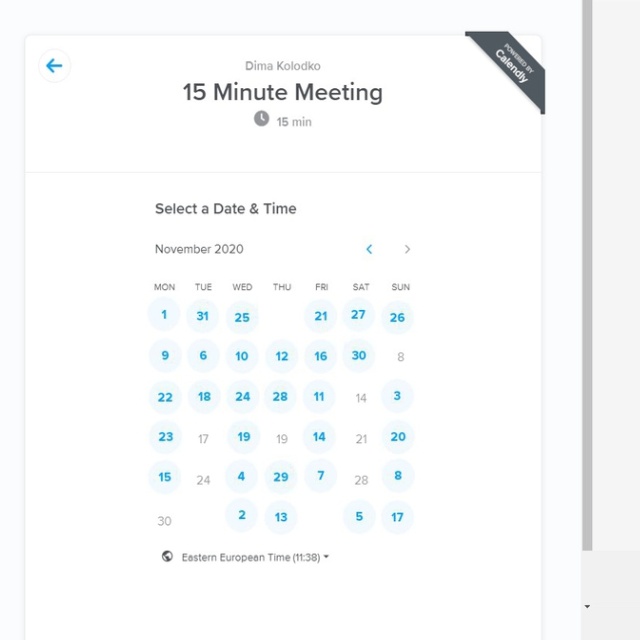 POWERED BY
Calendly
Dima Kolodko
15 Minute Meeting
15 min
Select a Date & Time
November 2020
MON TUE WED THU FRI SAT SUN
1 31 25 21 27 26
9 6 10 12 16 30 8
22 18 24 28 11 14 3
23 17 19 19 14 21 20
15 24 4 29 7 28 8
30 2 13 5 17
Eastern European Time (11:38)